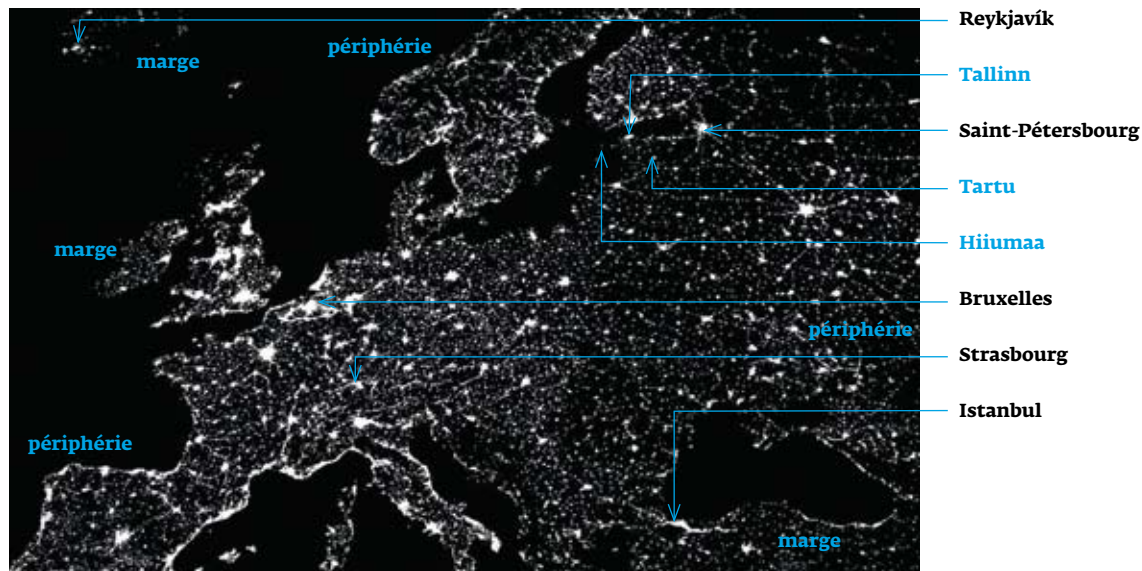 Reykjavík
marge
périphérie
Tallinn
Saint-Pétersbourg
Tartu
marge
Hiiumaa
Bruxelles
périphérie
Strasbourg
Istanbul
périphérie
marge